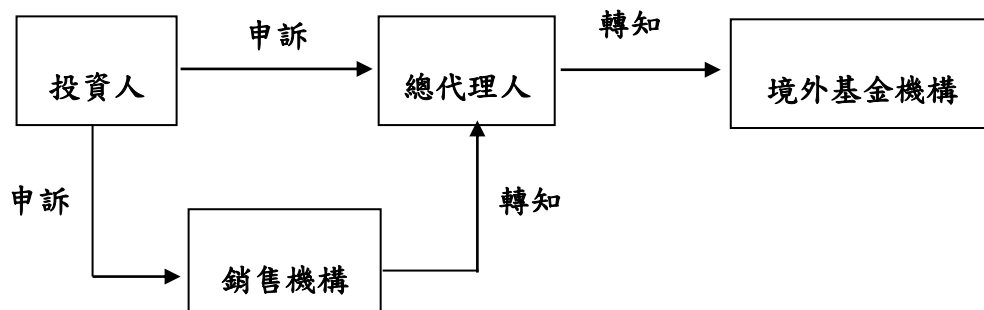 申訴
轉知
投資人
總代理人
境外基金機構
申訴
轉知
銷售機構